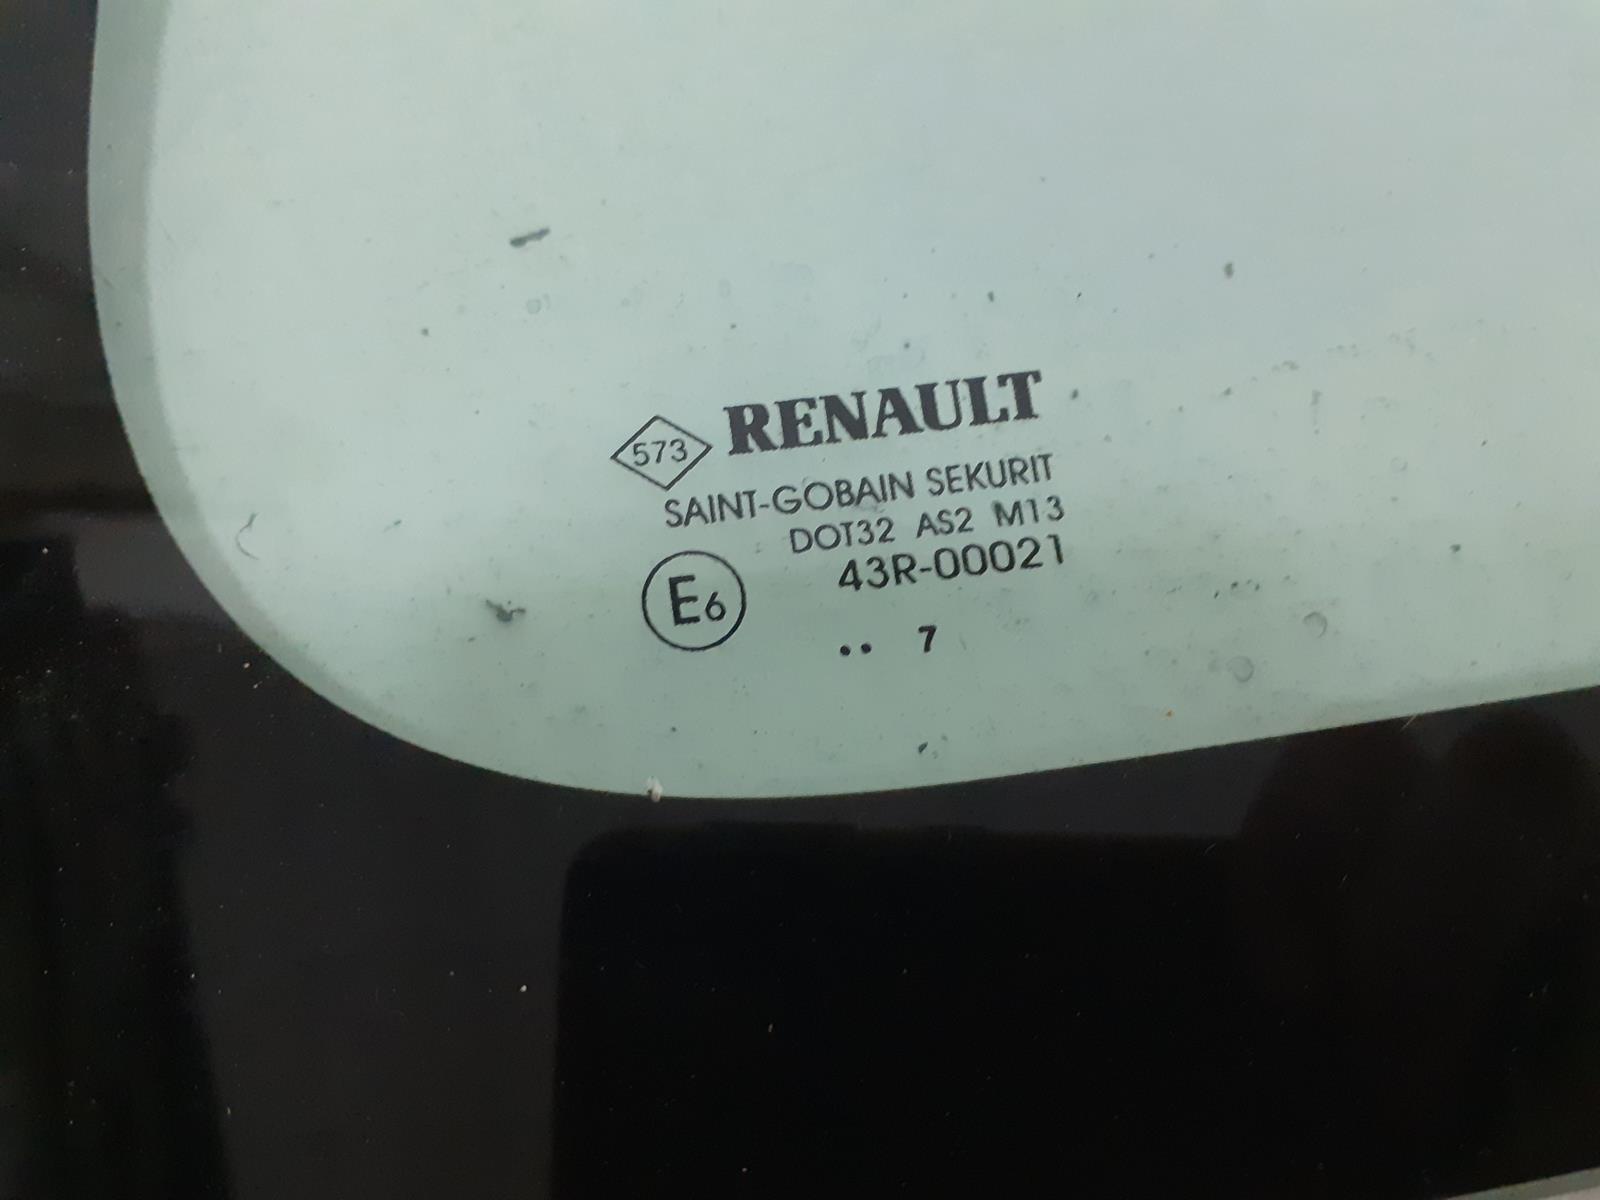 573 RENAULT
SAINT-GOBAIN SEKURIT
DOT32 AS2 M13
E6 43R-00021
.. 7